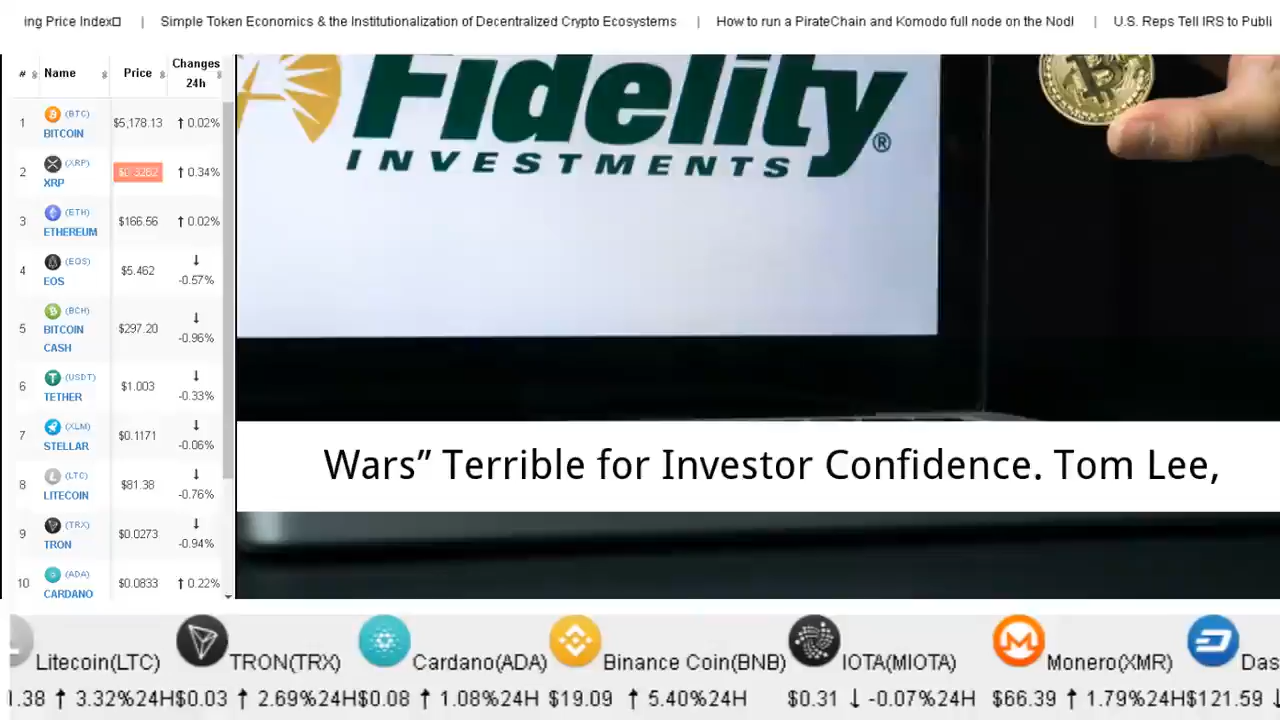 ing Price Index | Simple Token Economics & the Institutionalization of Decentralized Crypto Ecosystems | How to run a PirateChain and Komodo full node on the Nodl | U.S. Reps Tell IRS to Publi
# Name Price Changes 24h
1 (BTC) BITCOIN $5,178.13 ↑ 0.02%
2 (XRP) XRP $0.3282 ↑ 0.34%
3 (ETH) ETHEREUM $166.56 ↑ 0.02%
4 (EOS) EOS $5.462 ↓ -0.57%
5 (BCH) BITCOIN CASH $297.20 ↓ -0.96%
6 (USDT) TETHER $1.003 ↓ -0.33%
7 (XLM) STELLAR $0.1171 ↓ -0.06%
8 (LTC) LITECOIN $81.38 ↓ -0.76%
9 (TRX) TRON $0.0273 ↓ -0.94%
10 (ADA) CARDANO $0.0833 ↑ 0.22%
Fidelity
INVESTMENTS®
Wars” Terrible for Investor Confidence. Tom Lee,
Litecoin(LTC) TRON(TRX) Cardano(ADA) Binance Coin(BNB) IOTA(MIOTA) Monero(XMR) Das
1.38 ↑ 3.32%24H $0.03 ↑ 2.69%24H $0.08 ↑ 1.08%24H $19.09 ↑ 5.40%24H $0.31 ↓ -0.07%24H $66.39 ↑ 1.79%24H $121.59 ↓